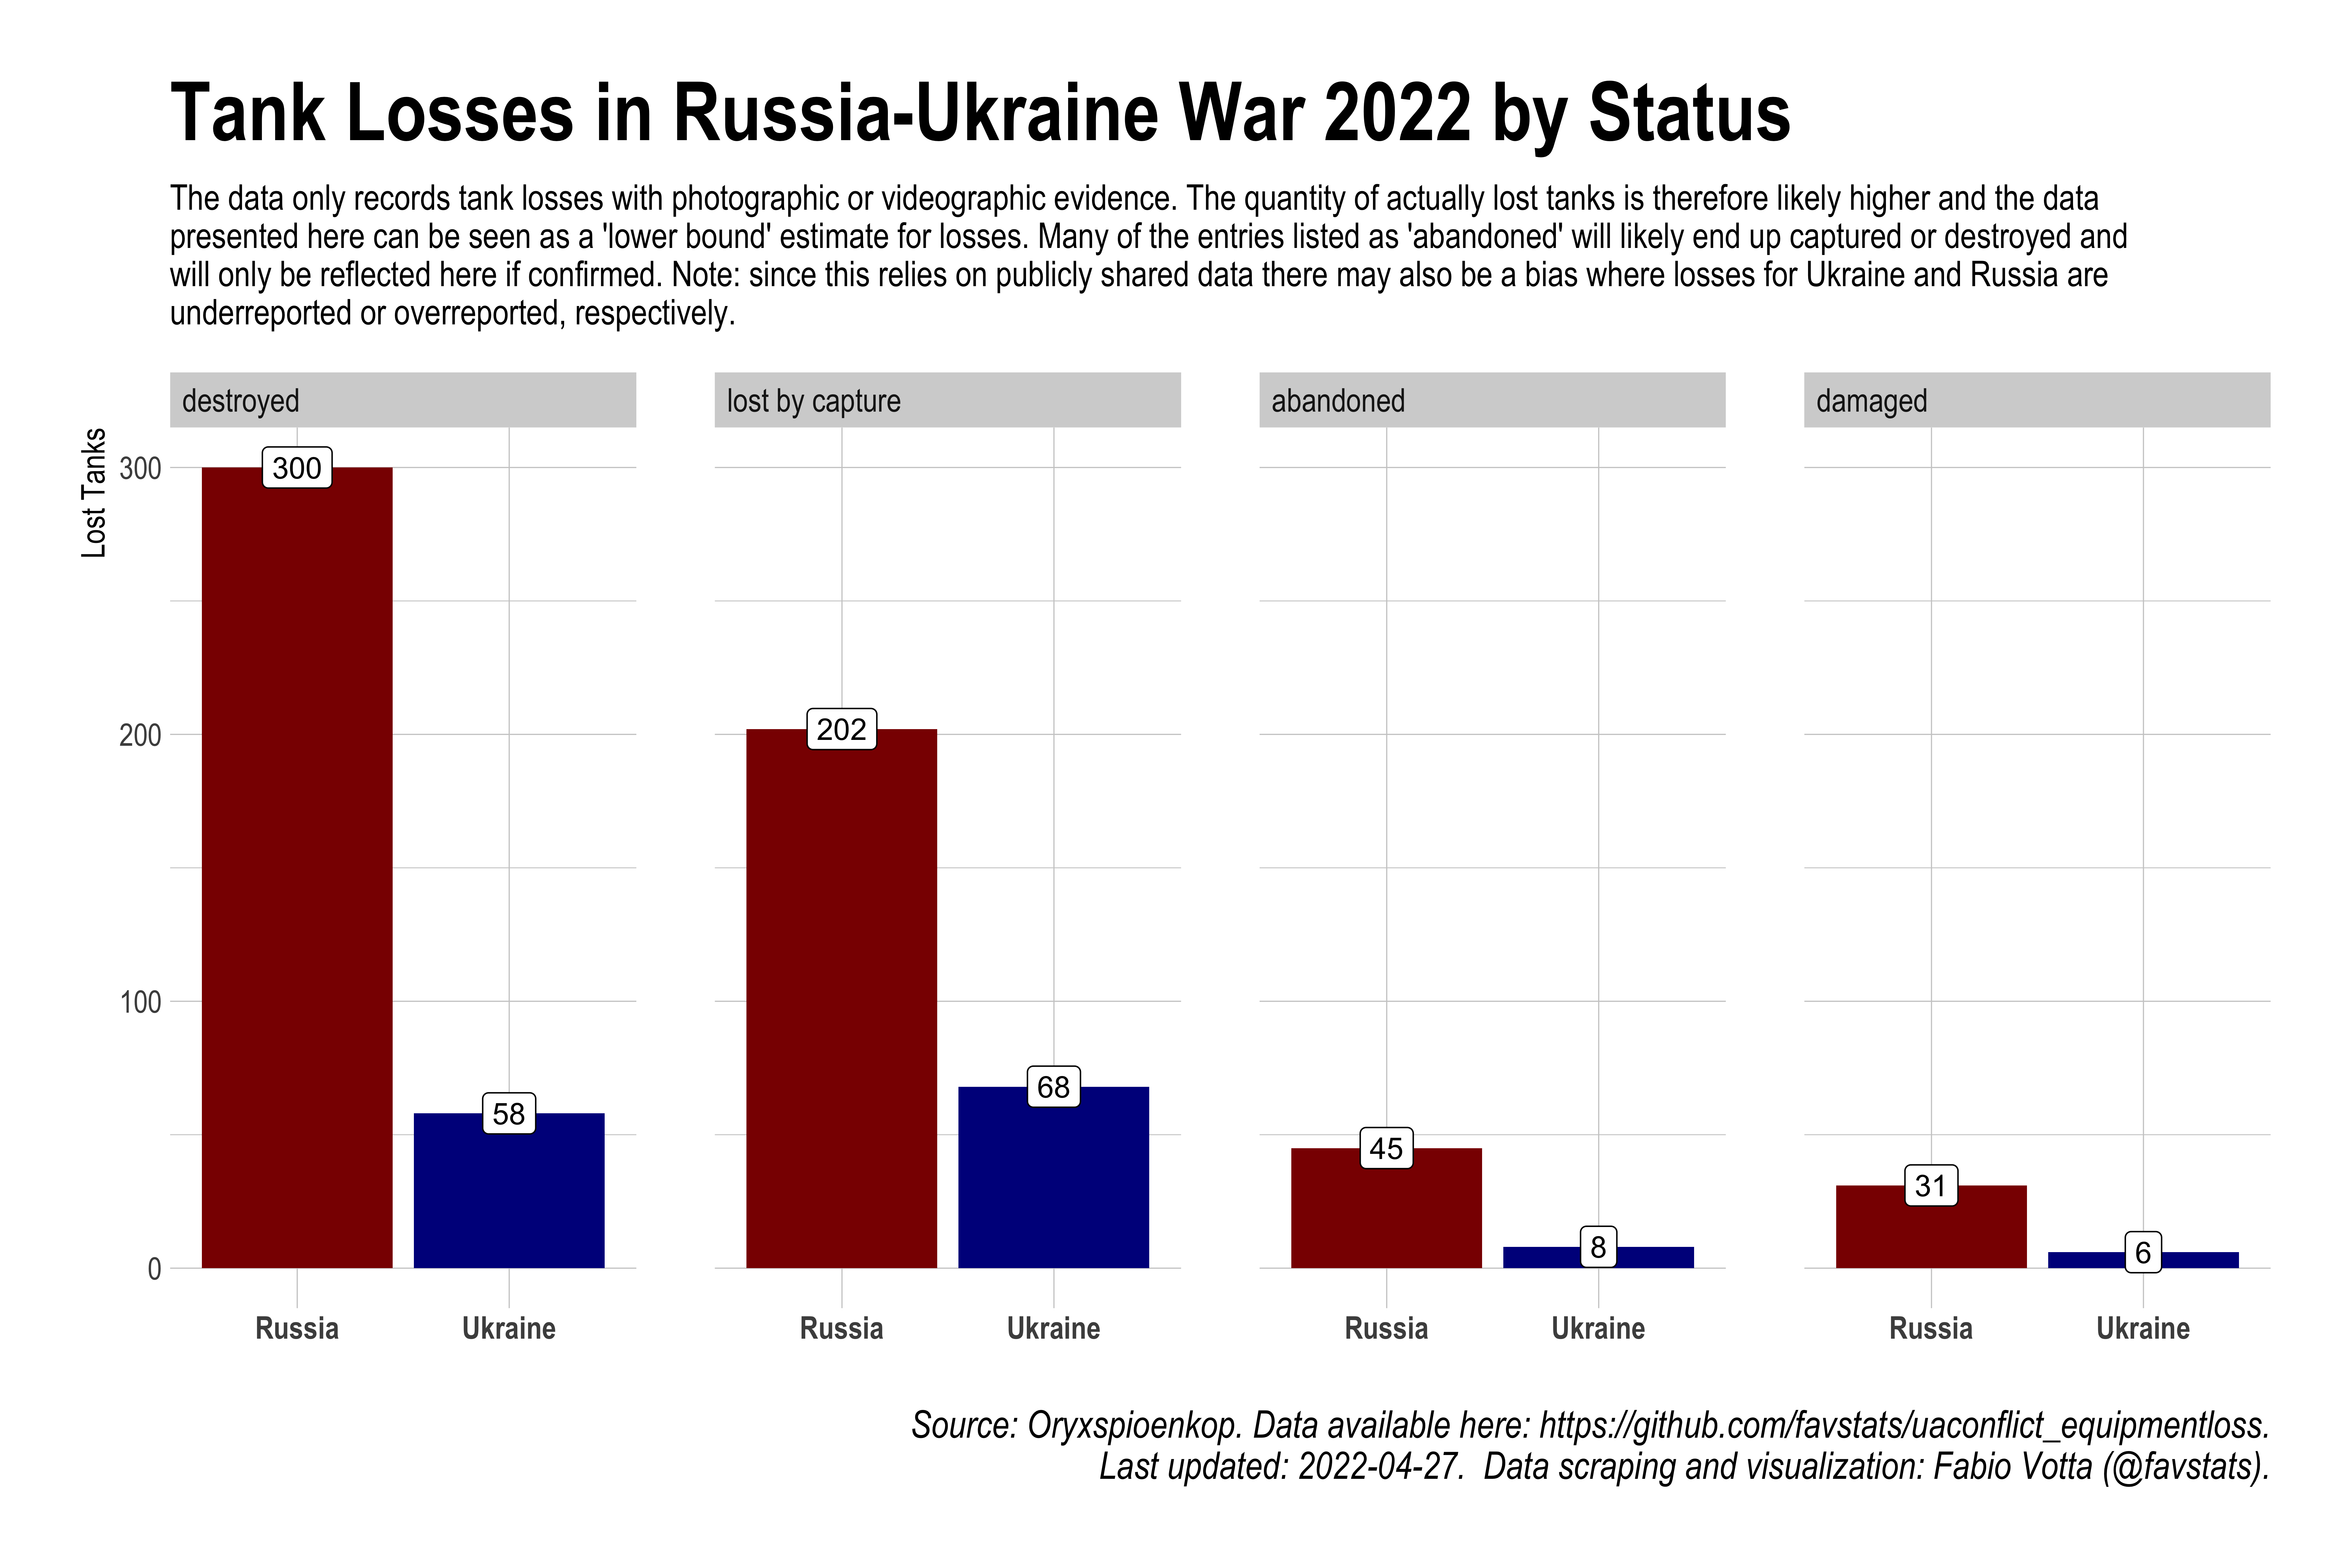 Tank Losses in Russia-Ukraine War 2022 by Status
The data only records tank losses with photographic or videographic evidence. The quantity of actually lost tanks is therefore likely higher and the data
presented here can be seen as a 'lower bound' estimate for losses. Many of the entries listed as 'abandoned' will likely end up captured or destroyed and
will only be reflected here if confirmed. Note: since this relies on publicly shared data there may also be a bias where losses for Ukraine and Russia are
underreported or overreported, respectively.
destroyed
lost by capture
abandoned
damaged
Lost Tanks
300
200
100
0
300
58
202
68
45
8
31
6
Russia
Ukraine
Russia
Ukraine
Russia
Ukraine
Russia
Ukraine
Source: Oryxspioenkop. Data available here: https://github.com/favstats/uaconflict_equipmentloss.
Last updated: 2022-04-27.  Data scraping and visualization: Fabio Votta (@favstats).